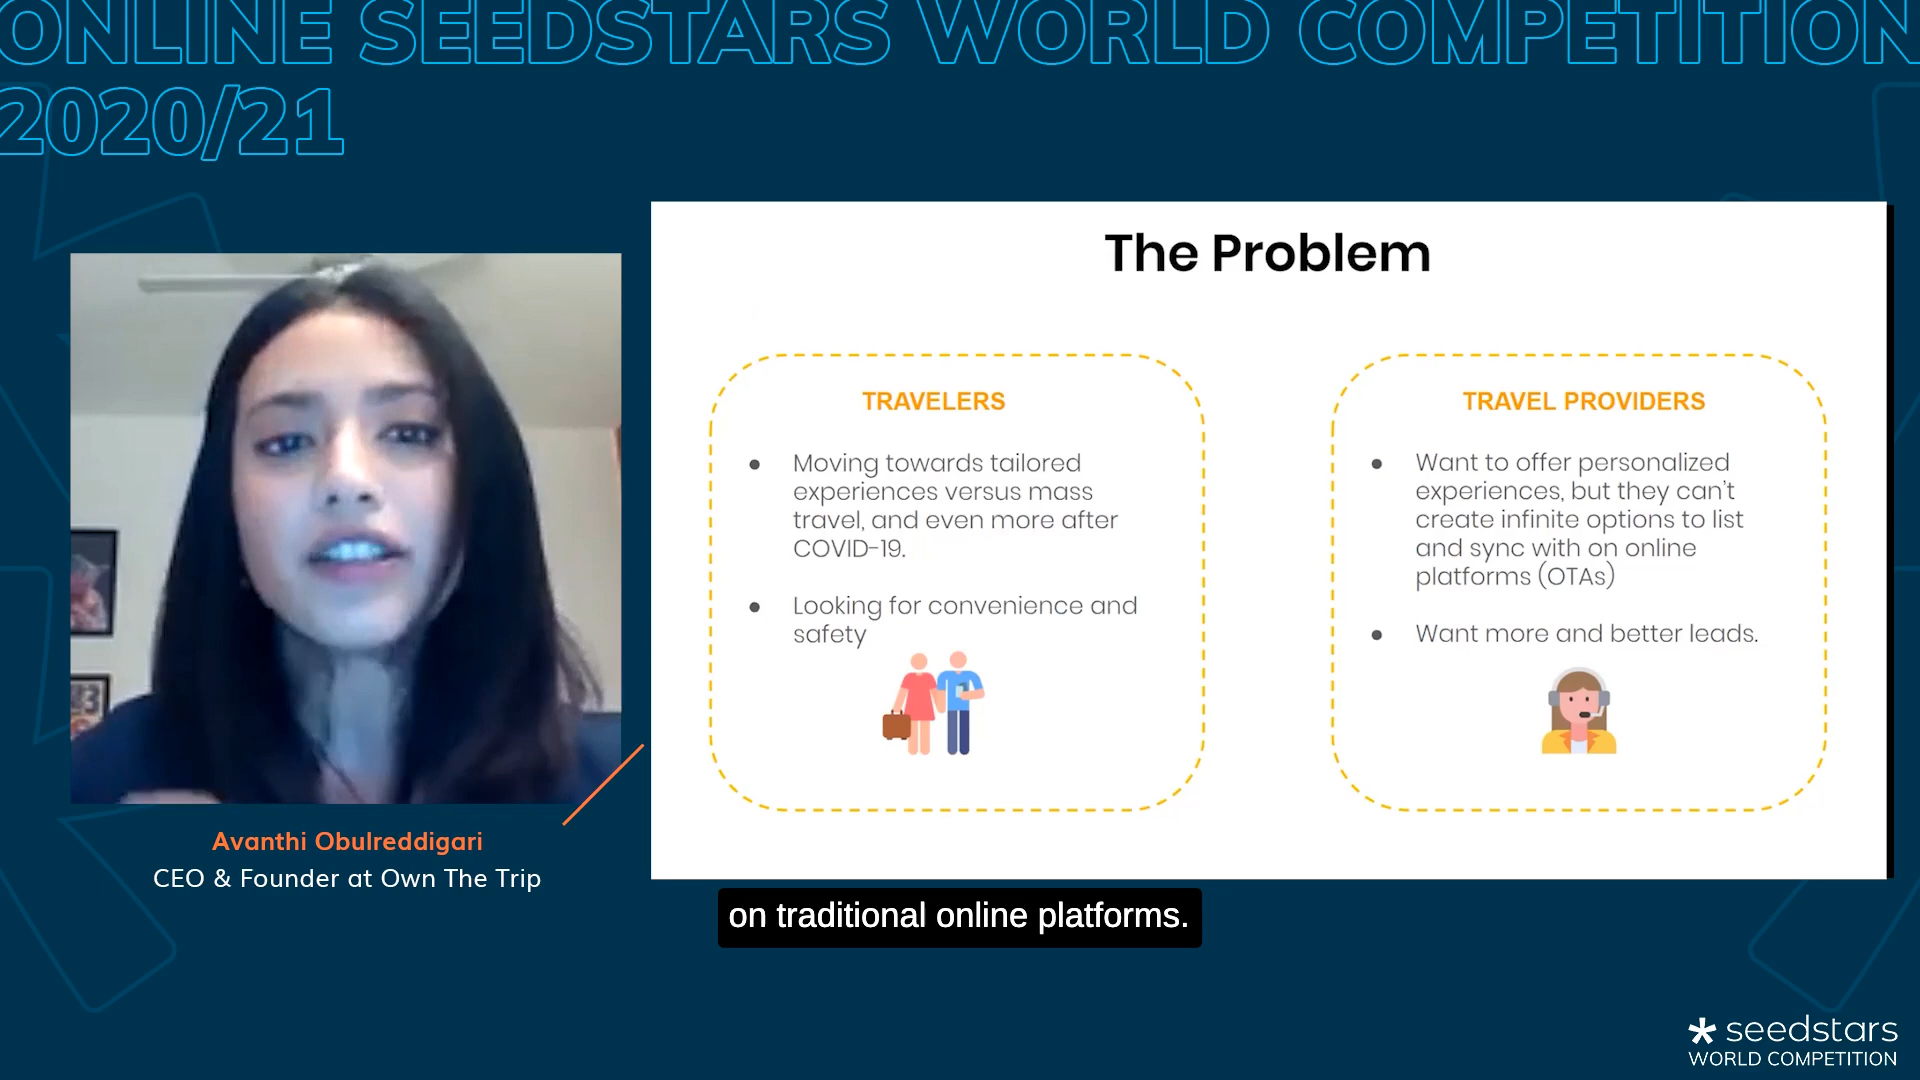 ONLINE SEEDSTARS WORLD COMPETITION
2020/21
The Problem
TRAVELERS
● Moving towards tailored
experiences versus mass
travel, and even more after
COVID-19.
● Looking for convenience and
safety
TRAVEL PROVIDERS
● Want to offer personalized
experiences, but they can't
create infinite options to list
and sync with on online
platforms (OTAs)
● Want more and better leads.
Avanthi Obulreddigari
CEO & Founder at Own The Trip
on traditional online platforms.
seedstars
WORLD COMPETITION